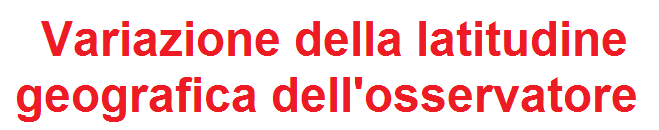 Variazione della latitudine
geografica dell'osservatore